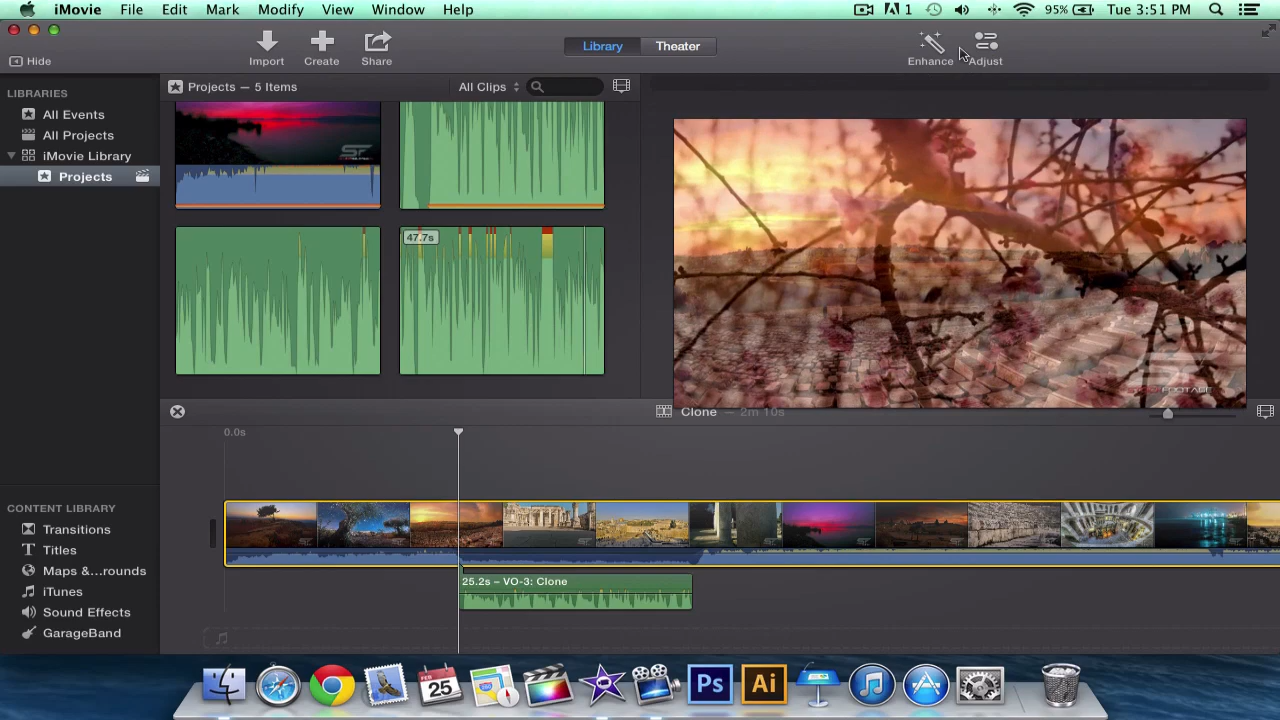 iMovie File Edit Mark Modify View Window Help 1 95% Tue 3:51 PM
Hide Import Create Share Library Theater Enhance Adjust
LIBRARIES
All Events
All Projects
iMovie Library
Projects
Projects — 5 Items All Clips
47.7s
Clone — 2m 10s
0.0s
25.2s – VO-3: Clone
CONTENT LIBRARY
Transitions
Titles
Maps &...rounds
iTunes
Sound Effects
GarageBand
FEB
25
Ps
Ai